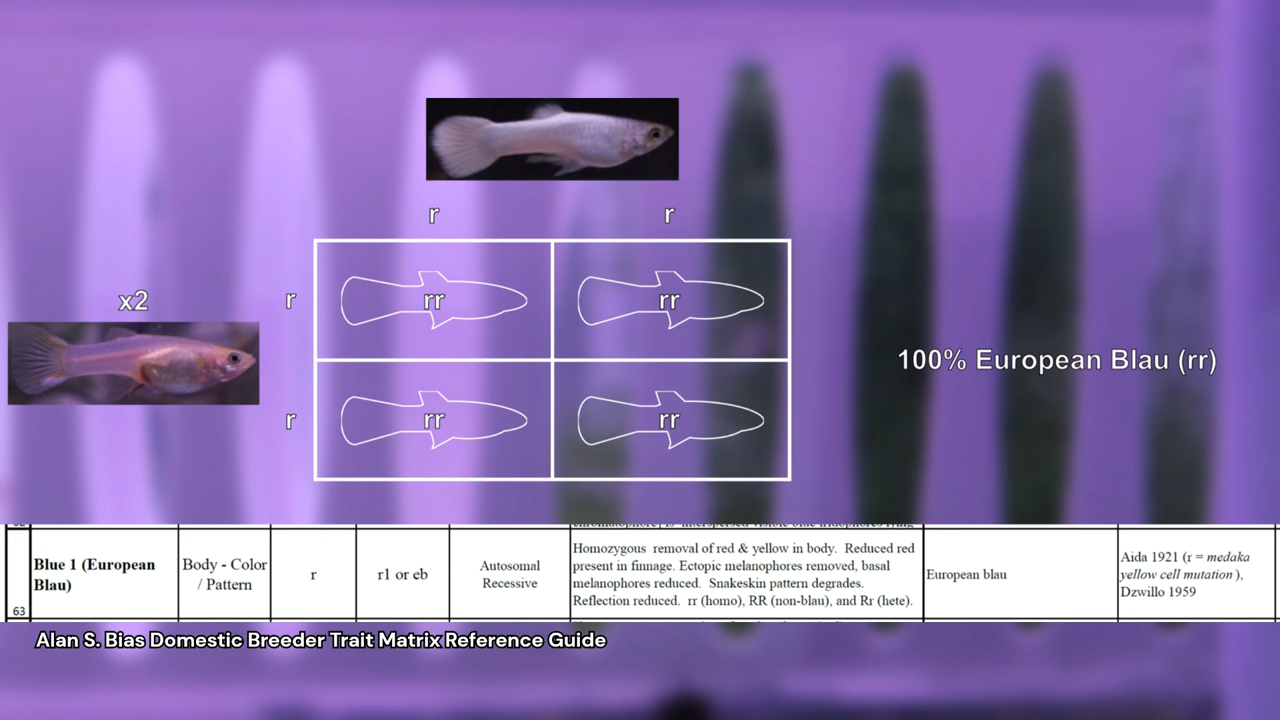 r r
x2 r rr rr
100% European Blau (rr)
r rr rr
63
Blue 1 (European
Blau)
Body - Color
/ Pattern
r
r1 or eb
Autosomal
Recessive
Homozygous removal of red & yellow in body. Reduced red
present in finnage. Ectopic melanophores removed, basal
melanophores reduced. Snakeskin pattern degrades.
Reflection reduced. rr (homo), RR (non-blau), and Rr (hete).
European blau
Aida 1921 (r = medaka
yellow cell mutation ),
Dzwillo 1959
Alan S. Bias Domestic Breeder Trait Matrix Reference Guide